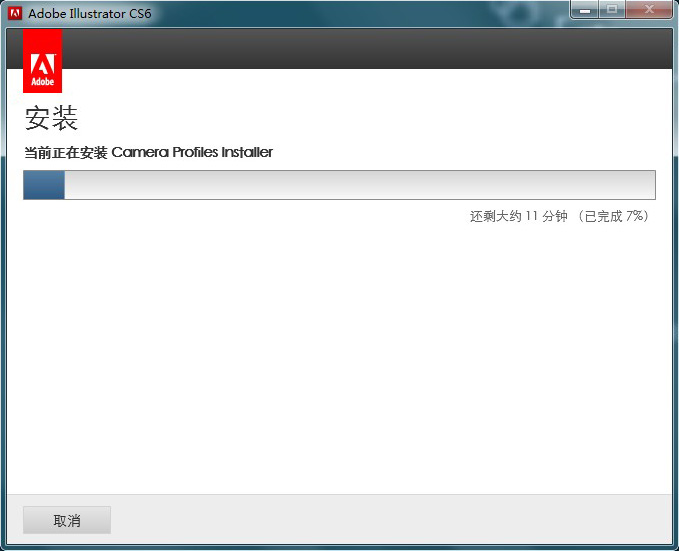 Adobe Illustrator CS6
Adobe
安装
当前正在安装 Camera Profiles Installer
还剩大约 11 分钟 （已完成 7%）
取消